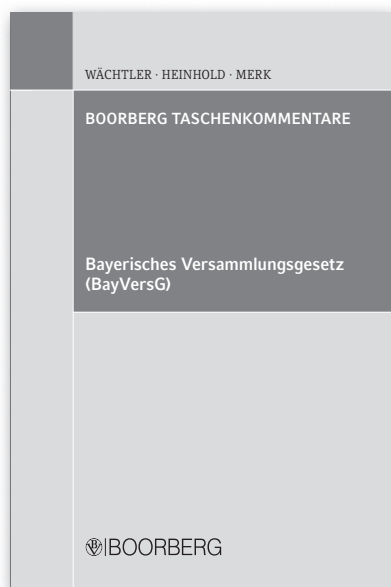 WÄCHTLER · HEINHOLD · MERK
BOORBERG TASCHENKOMMENTARE
Bayerisches Versammlungsgesetz
(BayVersG)
BOORBERG